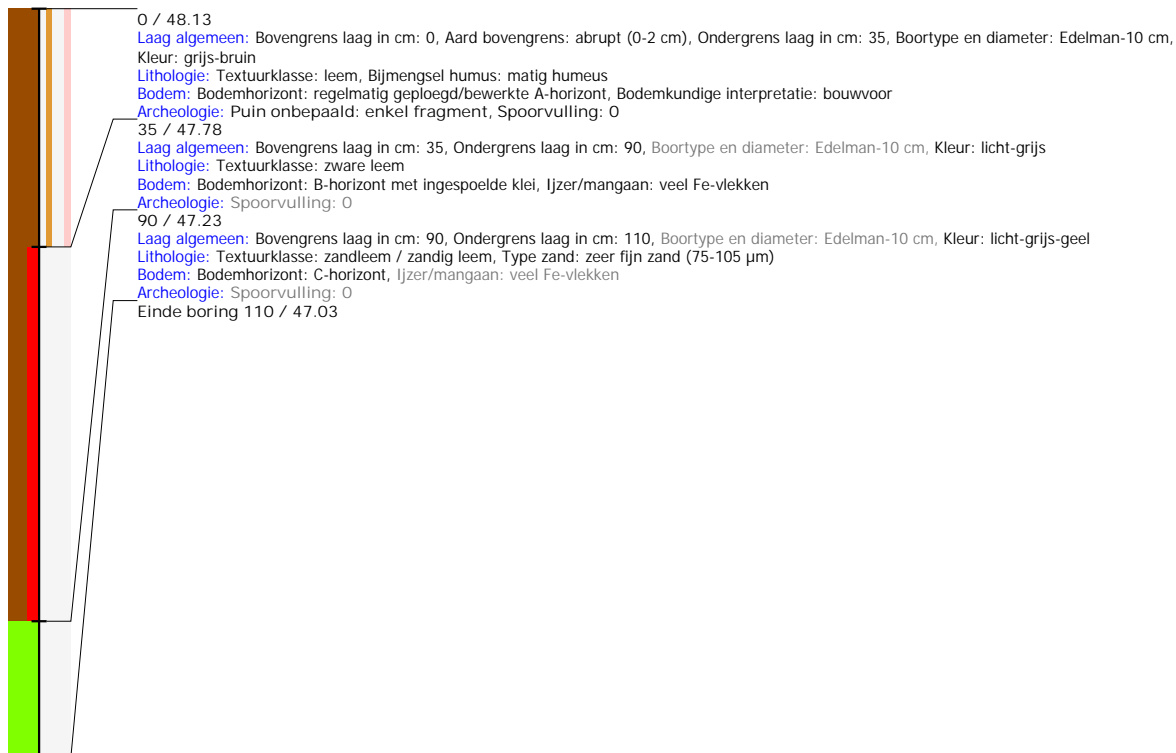 0 / 48.13
Laag algemeen: Bovengrens laag in cm: 0, Aard bovengrens: abrupt (0-2 cm), Ondergrens laag in cm: 35, Boortype en diameter: Edelman-10 cm,
Kleur: grijs-bruin
Lithologie: Textuurklasse: leem, Bijmengsel humus: matig humeus
Bodem: Bodemhorizont: regelmatig geploegd/bewerkte A-horizont, Bodemkundige interpretatie: bouwvoor
Archeologie: Puin onbepaald: enkel fragment, Spoorvulling: 0
35 / 47.78
Laag algemeen: Bovengrens laag in cm: 35, Ondergrens laag in cm: 90, Boortype en diameter: Edelman-10 cm, Kleur: licht-grijs
Lithologie: Textuurklasse: zware leem
Bodem: Bodemhorizont: B-horizont met ingespoelde klei, Ijzer/mangaan: veel Fe-vlekken
Archeologie: Spoorvulling: 0
90 / 47.23
Laag algemeen: Bovengrens laag in cm: 90, Ondergrens laag in cm: 110, Boortype en diameter: Edelman-10 cm, Kleur: licht-grijs-geel
Lithologie: Textuurklasse: zandleem / zandig leem, Type zand: zeer fijn zand (75-105 µm)
Bodem: Bodemhorizont: C-horizont, Ijzer/mangaan: veel Fe-vlekken
Archeologie: Spoorvulling: 0
Einde boring 110 / 47.03